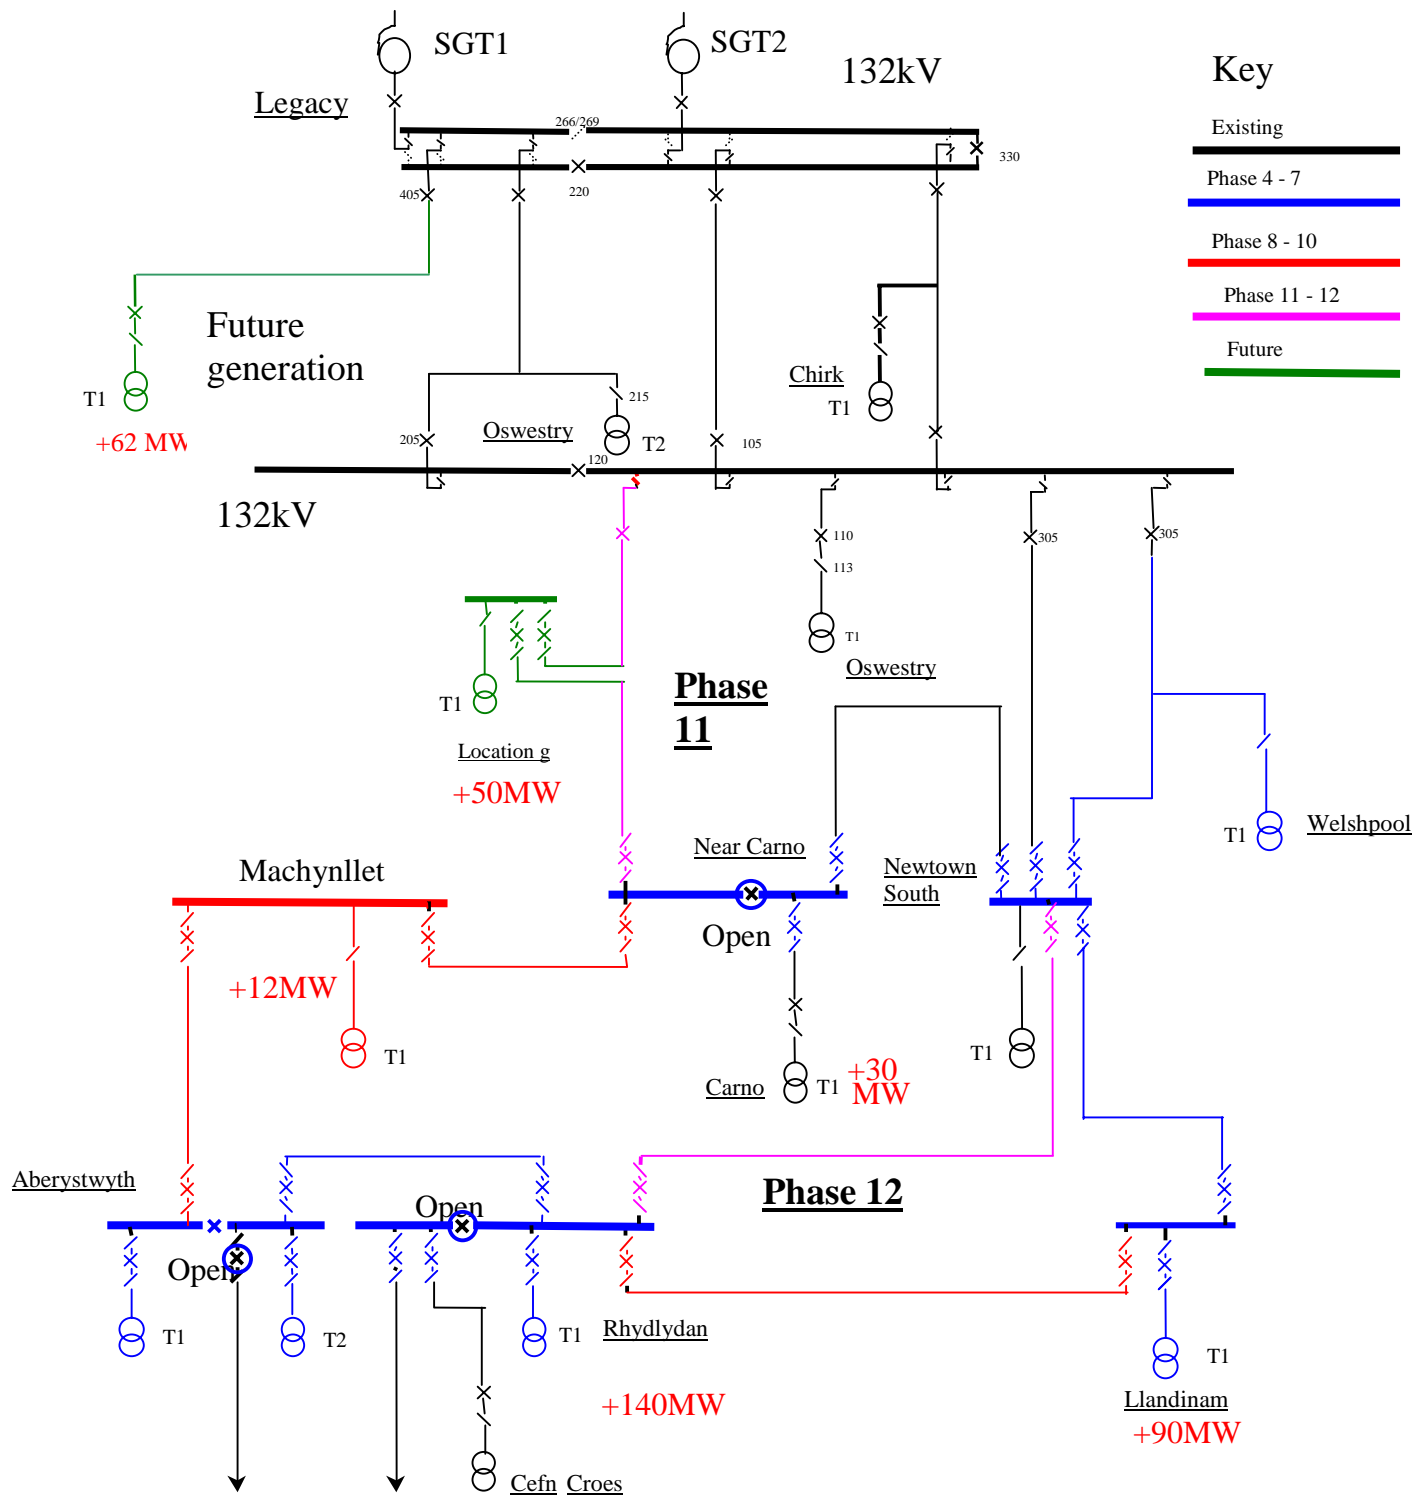 SGT1
SGT2
132kV
Key
Legacy
266/269
Existing
330
Phase 4 - 7
405
220
Phase 8 - 10
Phase 11 - 12
Future
generation
Future
Chirk
T1
T1
215
+62 MW
205
Oswestry
T2
105
120
132kV
110
305
305
113
T1
Oswestry
Phase
11
T1
Location g
+50MW
Near Carno
Newtown
South
T1
Welshpool
Machynllet
Open
+12MW
T1
T1
Carno
T1
+30
MW
Aberystwyth
Open
Phase 12
Open
T1
T2
T1
Rhydlydan
T1
Llandinam
+140MW
+90MW
Cefn Croes